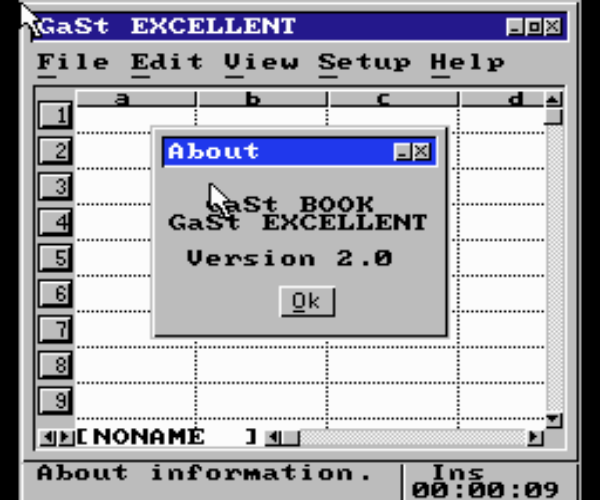 GaSt EXCELLENT
File Edit View Setup Help
a b c d
1
2
3
4
5
6
7
8
9
About
GaSt BOOK
GaSt EXCELLENT
Version 2.0
Ok
[NONAME ]
About information. Ins
00:00:09